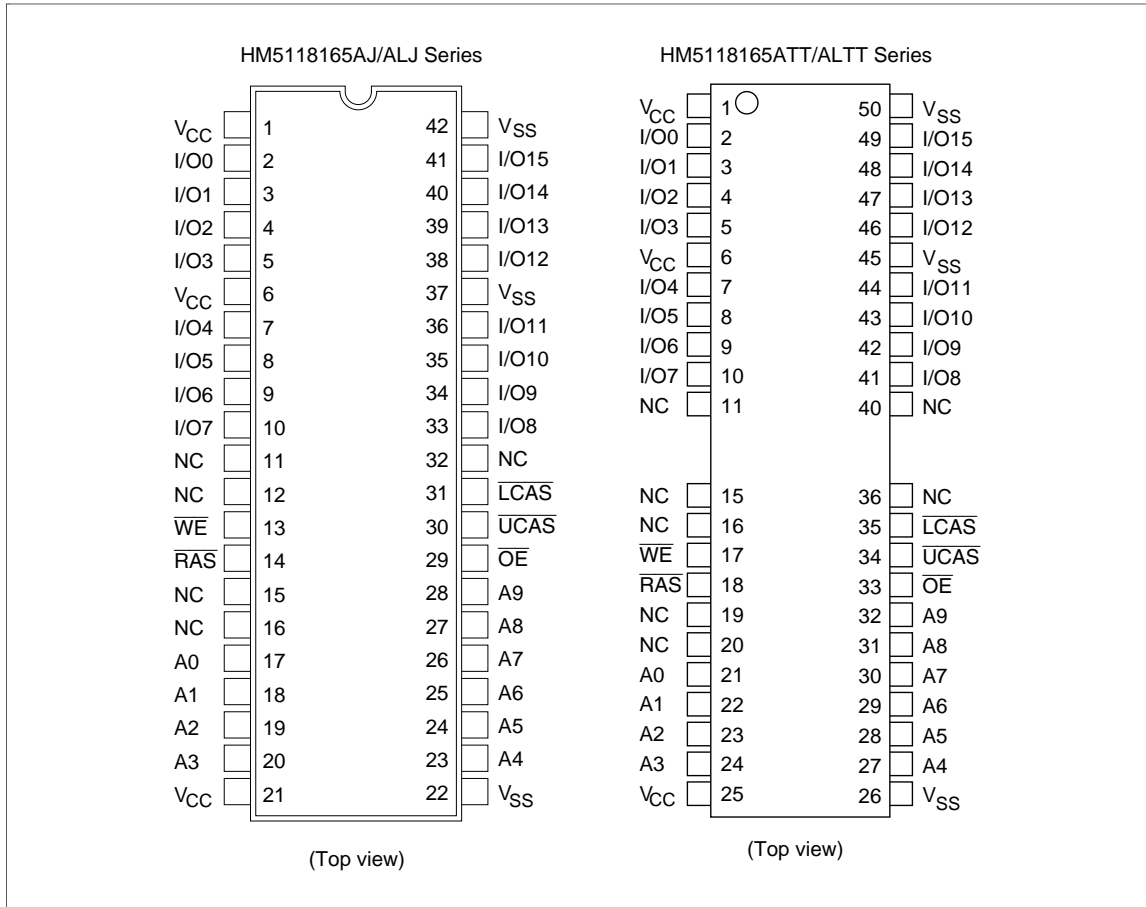 HM5118165AJ/ALJ Series
VCC 1 42 VSS
I/O0 2 41 I/O15
I/O1 3 40 I/O14
I/O2 4 39 I/O13
I/O3 5 38 I/O12
VCC 6 37 VSS
I/O4 7 36 I/O11
I/O5 8 35 I/O10
I/O6 9 34 I/O9
I/O7 10 33 I/O8
NC 11 32 NC
NC 12 31 LCAS
WE 13 30 UCAS
RAS 14 29 OE
NC 15 28 A9
NC 16 27 A8
A0 17 26 A7
A1 18 25 A6
A2 19 24 A5
A3 20 23 A4
VCC 21 22 VSS
(Top view)
HM5118165ATT/ALTT Series
VCC 1 50 VSS
I/O0 2 49 I/O15
I/O1 3 48 I/O14
I/O2 4 47 I/O13
I/O3 5 46 I/O12
VCC 6 45 VSS
I/O4 7 44 I/O11
I/O5 8 43 I/O10
I/O6 9 42 I/O9
I/O7 10 41 I/O8
NC 11 40 NC
NC 15 36 NC
NC 16 35 LCAS
WE 17 34 UCAS
RAS 18 33 OE
NC 19 32 A9
NC 20 31 A8
A0 21 30 A7
A1 22 29 A6
A2 23 28 A5
A3 24 27 A4
VCC 25 26 VSS
(Top view)